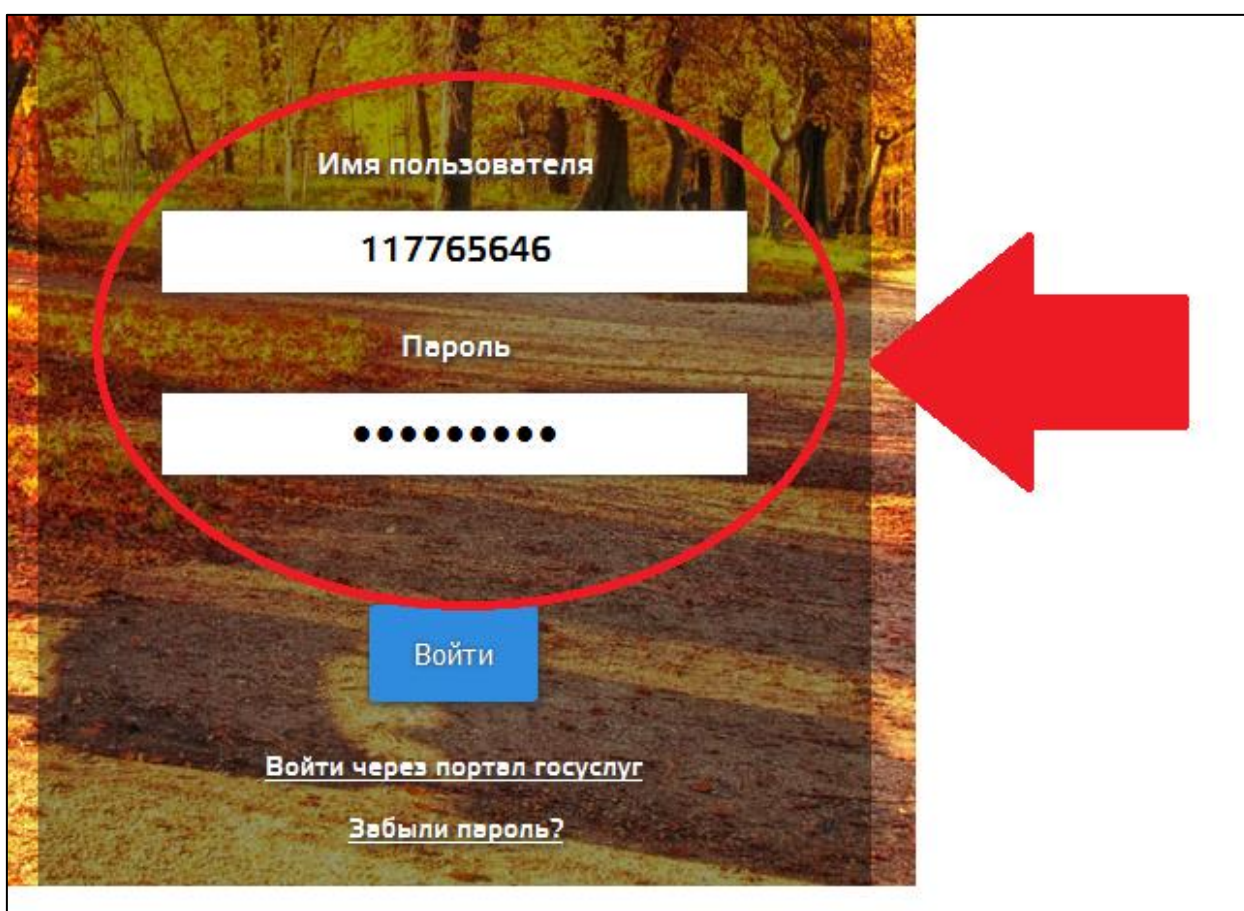 Имя пользователя
117765646
Пароль
•••••••••
Войти
Войти через портал госуслуг
Забыли пароль?